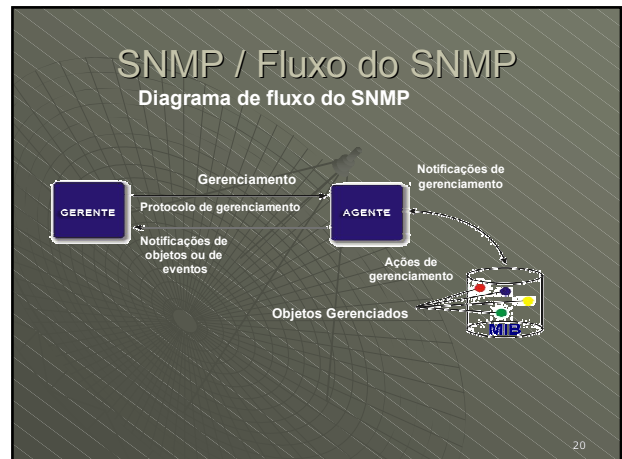 SNMP / Fluxo do SNMP
Diagrama de fluxo do SNMP
Notificações de
gerenciamento
Gerenciamento
GERENTE
Protocolo de gerenciamento
AGENTE
Notificações de
objetos ou de
eventos
Ações de
gerenciamento
Objetos Gerenciados
MIB
20